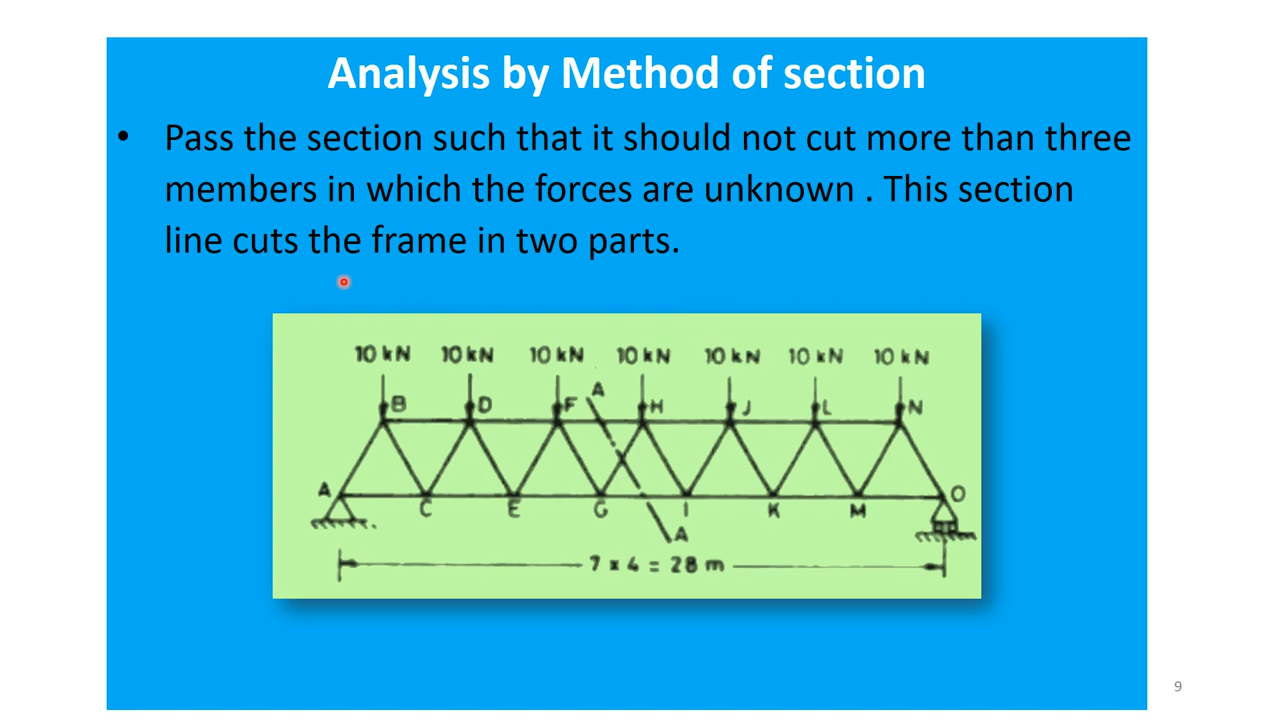 Analysis by Method of section
• Pass the section such that it should not cut more than three
members in which the forces are unknown . This section
line cuts the frame in two parts.
10 kN 10 kN 10 kN 10 kN 10 kN 10 kN 10 kN
A
B D F H J L N
A O
C E G I K M
A
7 x 4 = 28 m
9